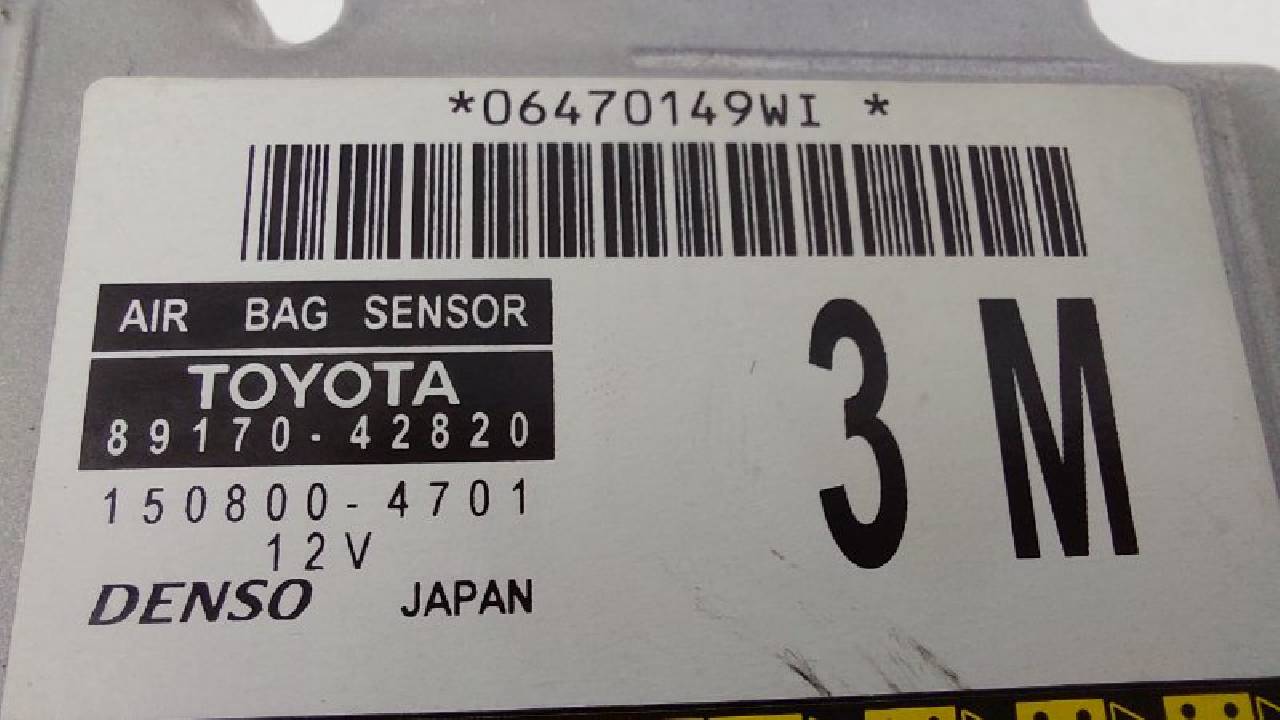 *06470149WI *
AIR BAG SENSOR
TOYOTA
89170-42820
150800-4701
12V
DENSO JAPAN
3 M